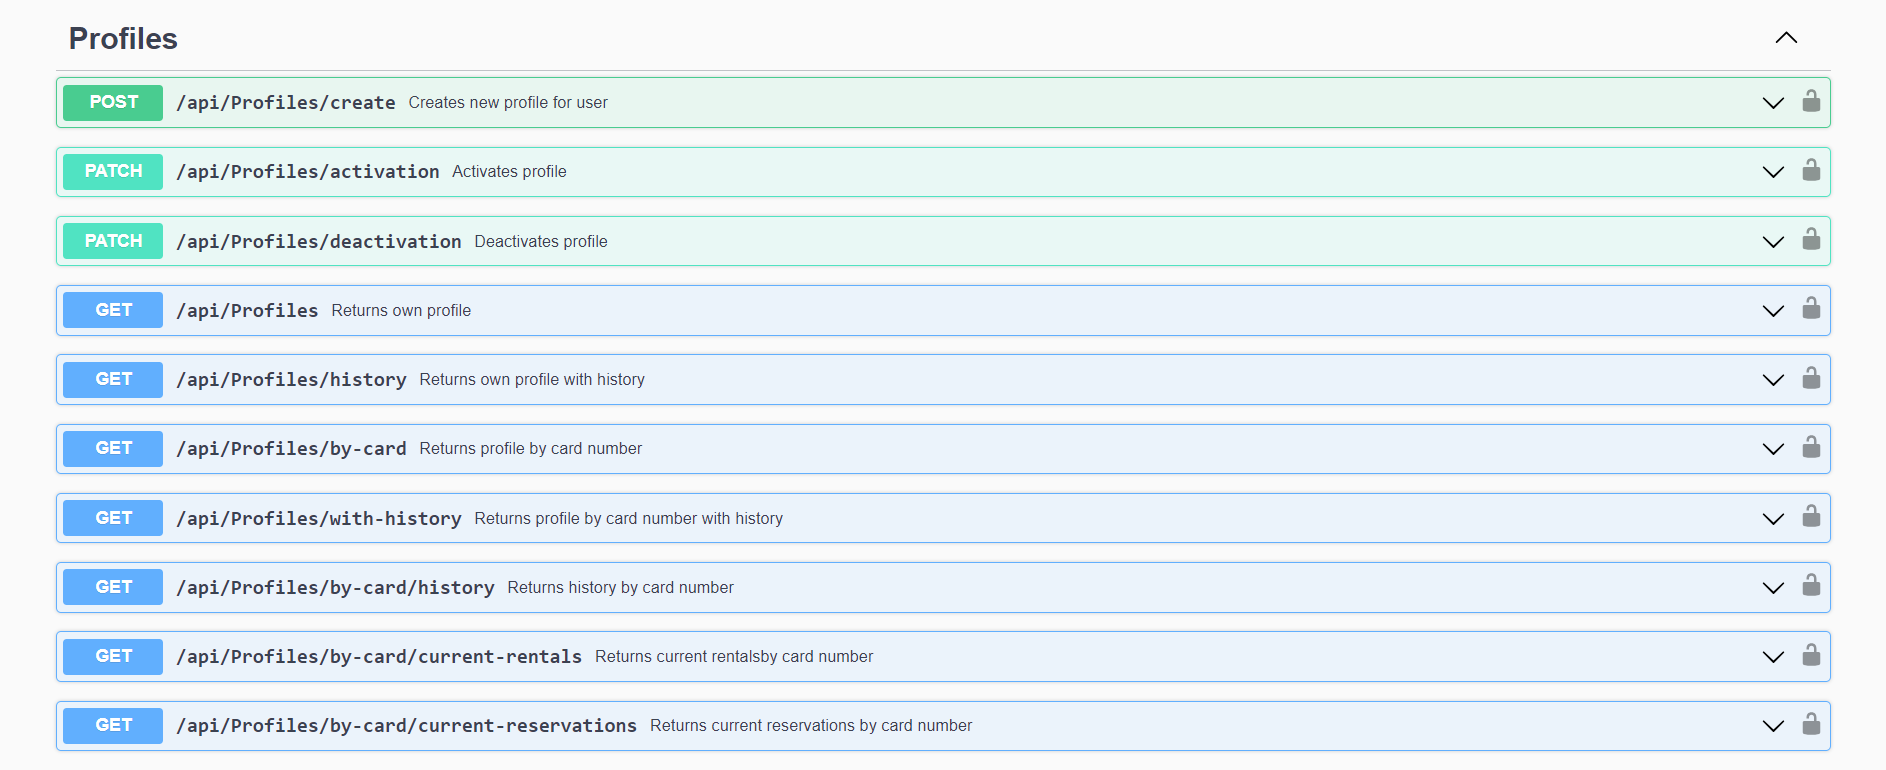 Profiles
POST /api/Profiles/create Creates new profile for user
PATCH /api/Profiles/activation Activates profile
PATCH /api/Profiles/deactivation Deactivates profile
GET /api/Profiles Returns own profile
GET /api/Profiles/history Returns own profile with history
GET /api/Profiles/by-card Returns profile by card number
GET /api/Profiles/with-history Returns profile by card number with history
GET /api/Profiles/by-card/history Returns history by card number
GET /api/Profiles/by-card/current-rentals Returns current rentalsby card number
GET /api/Profiles/by-card/current-reservations Returns current reservations by card number